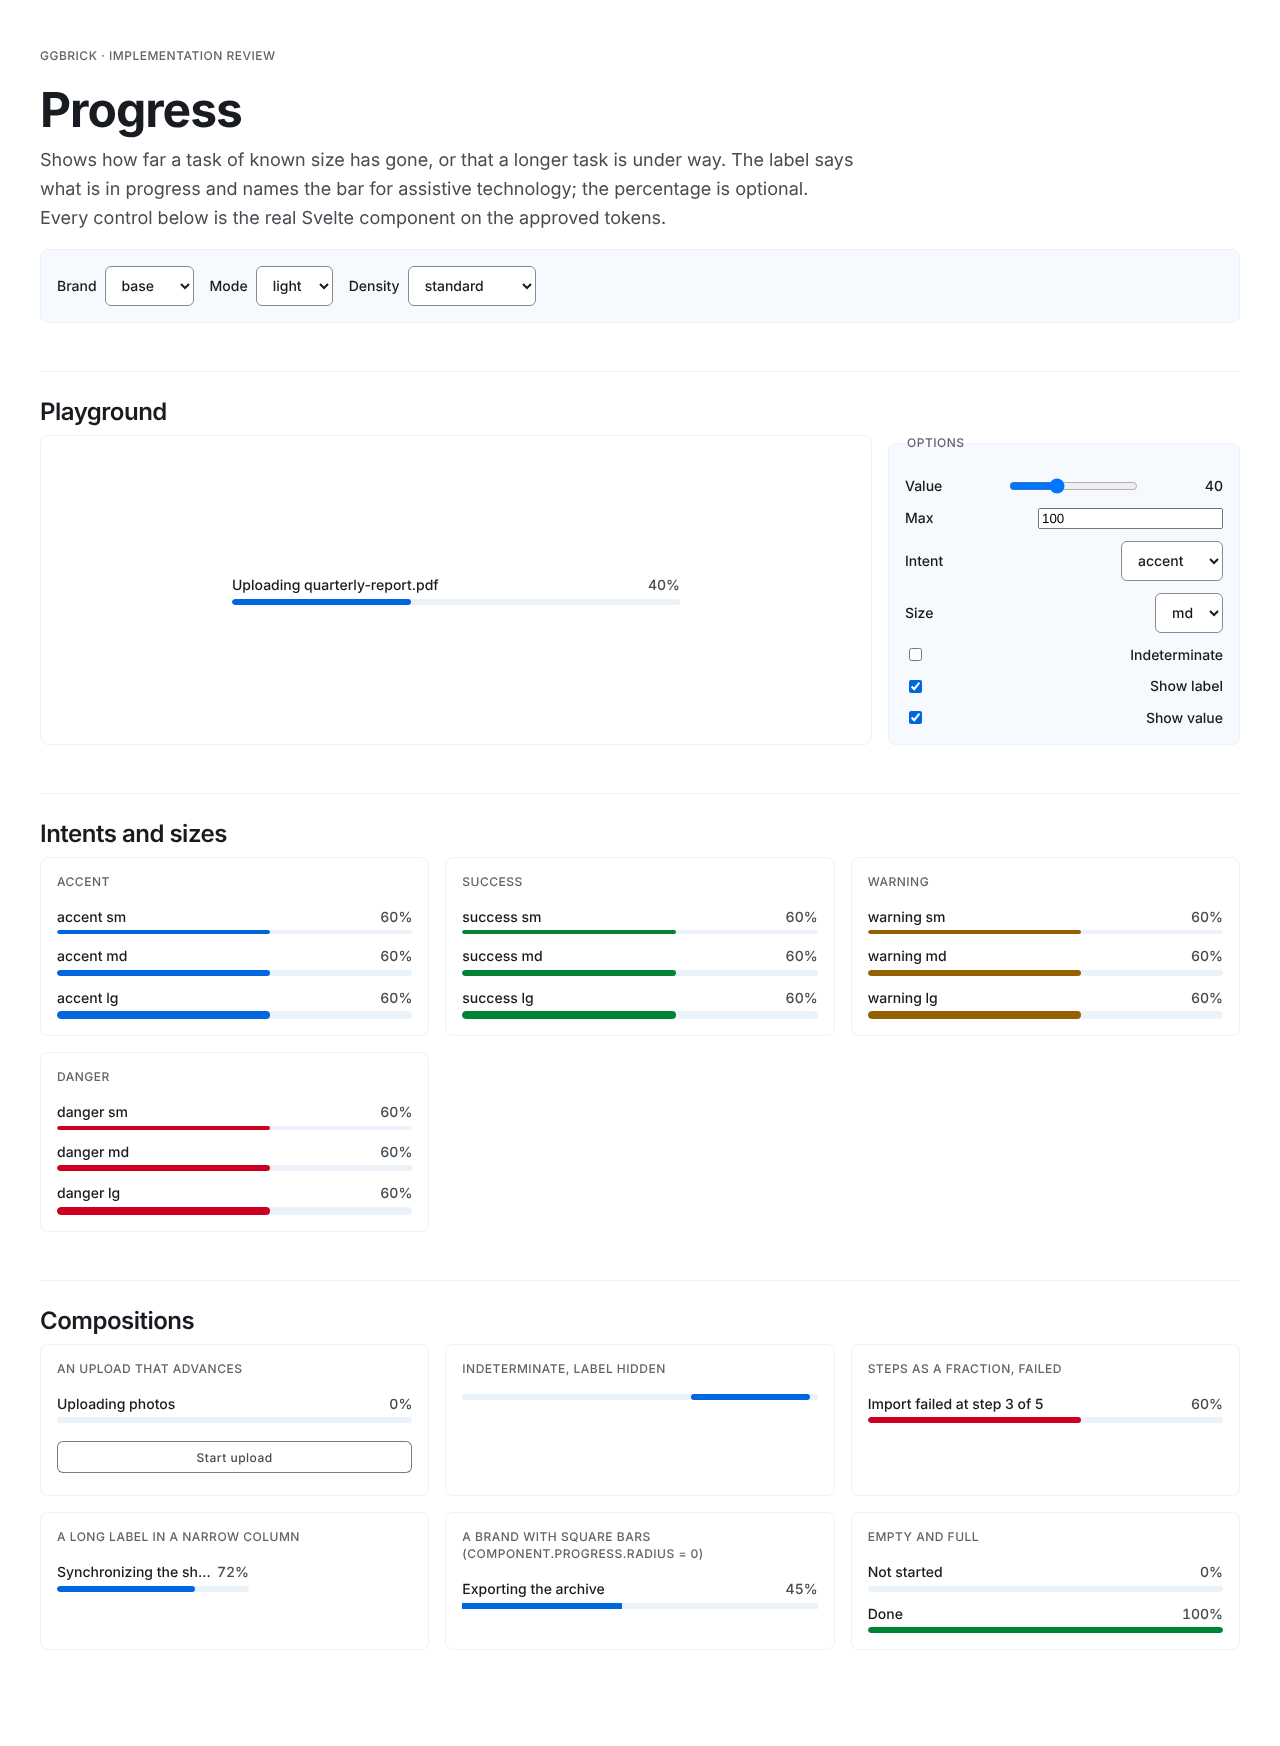 GGBRICK · IMPLEMENTATION REVIEW
Progress
Shows how far a task of known size has gone, or that a longer task is under way. The label says
what is in progress and names the bar for assistive technology; the percentage is optional.
Every control below is the real Svelte component on the approved tokens.
Brand base Mode light Density standard
Playground
Uploading quarterly-report.pdf 40%
OPTIONS
Value 40
Max 100
Intent accent
Size md
Indeterminate
Show label
Show value
Intents and sizes
ACCENT
accent sm 60%
accent md 60%
accent lg 60%
SUCCESS
success sm 60%
success md 60%
success lg 60%
WARNING
warning sm 60%
warning md 60%
warning lg 60%
DANGER
danger sm 60%
danger md 60%
danger lg 60%
Compositions
AN UPLOAD THAT ADVANCES
Uploading photos 0%
Start upload
INDETERMINATE, LABEL HIDDEN
STEPS AS A FRACTION, FAILED
Import failed at step 3 of 5 60%
A LONG LABEL IN A NARROW COLUMN
Synchronizing the sh... 72%
A BRAND WITH SQUARE BARS
(COMPONENT.PROGRESS.RADIUS = 0)
Exporting the archive 45%
EMPTY AND FULL
Not started 0%
Done 100%